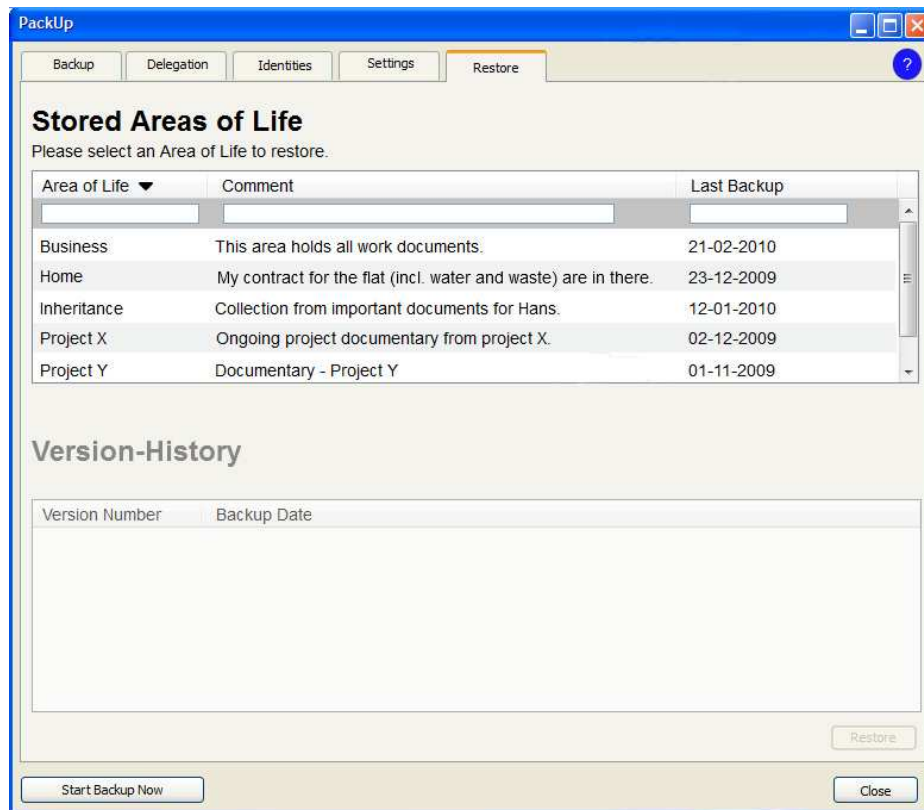 PackUp
Backup Delegation Identities Settings Restore ?
Stored Areas of Life
Please select an Area of Life to restore.
Area of Life Comment Last Backup
Business This area holds all work documents. 21-02-2010
Home My contract for the flat (incl. water and waste) are in there. 23-12-2009
Inheritance Collection from important documents for Hans. 12-01-2010
Project X Ongoing project documentary from project X. 02-12-2009
Project Y Documentary - Project Y 01-11-2009
Version-History
Version Number Backup Date
Restore
Start Backup Now Close